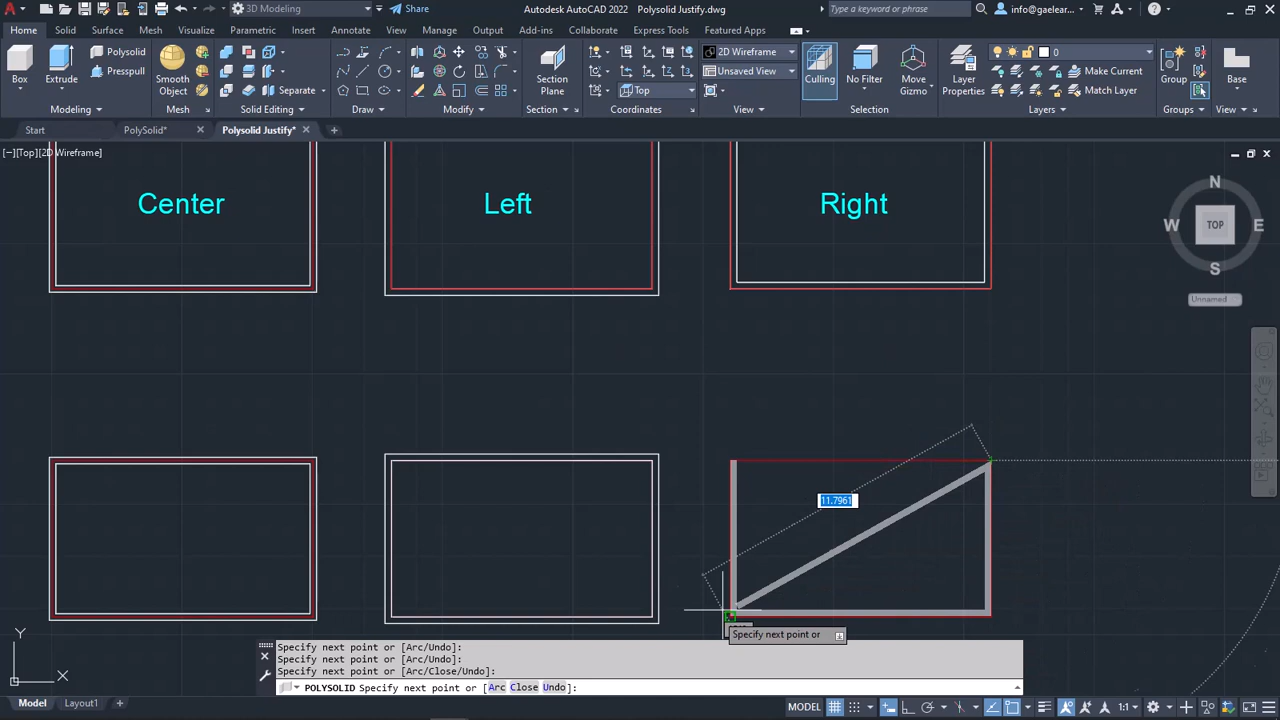 3D Modeling
Share
Autodesk AutoCAD 2022 Polysolid Justify.dwg
Type a keyword or phrase
info@gaelear...
Home Solid Surface Mesh Visualize Parametric Insert Annotate View Manage Output Add-ins Collaborate Express Tools Featured Apps
Box
Extrude
Polysolid
Presspull
Modeling
Smooth
Object
Mesh
Separate
Solid Editing
Draw
Modify
Section
Plane
Section
Top
Coordinates
2D Wireframe
Unsaved View
View
Culling
No Filter
Move
Gizmo
Selection
Layer
Properties
0
Make Current
Match Layer
Layers
Group
Groups
Base
View
Start
PolySolid*
Polysolid Justify*
[−][Top][2D Wireframe]
Center
Left
Right
N
W TOP E
S
Unnamed
11.7961
Specify next point or
Y
X
Specify next point or [Arc/Undo]:
Specify next point or [Arc/Undo]:
Specify next point or [Arc/Close/Undo]:
POLYSOLID Specify next point or [Arc Close Undo]:
Model
Layout1
MODEL
1:1